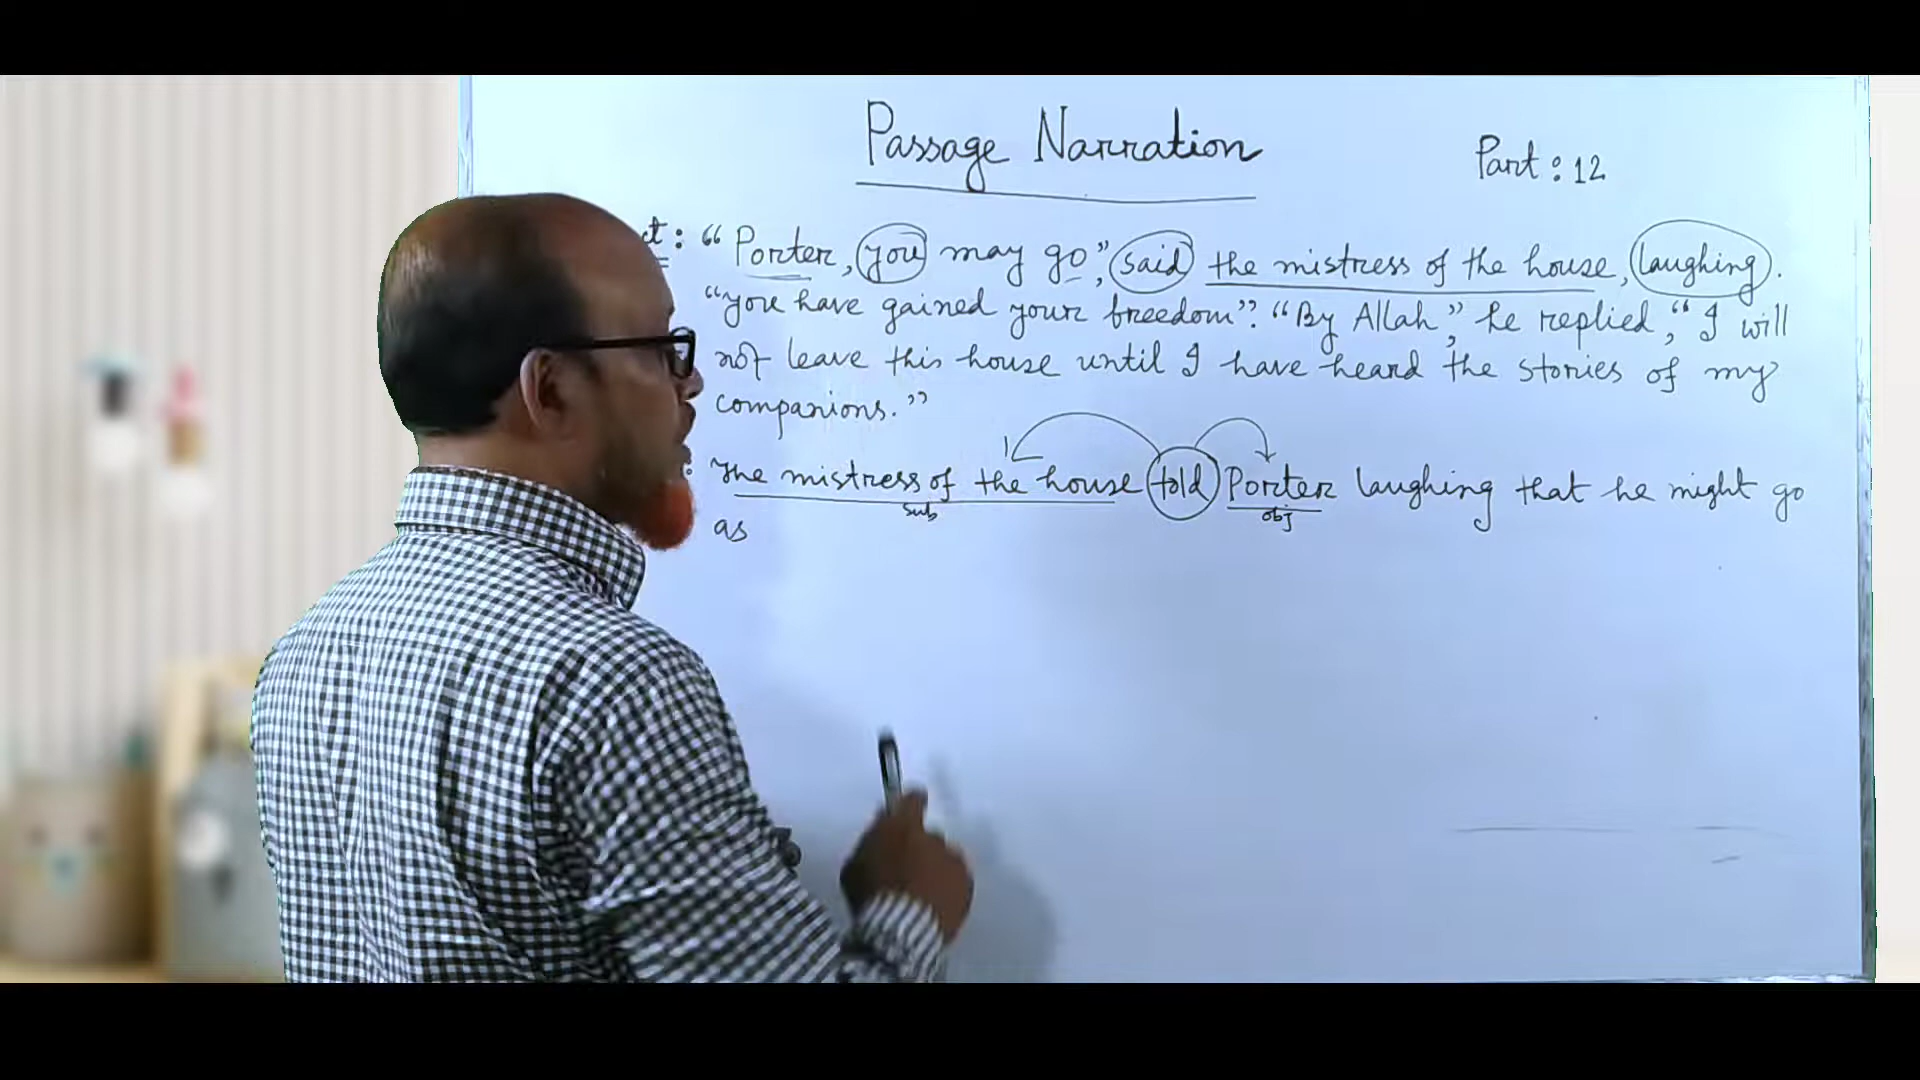 Passage Narration
Part : 12
ct : "Porter, you may go", said the mistress of the house, laughing.
"you have gained your freedom". "By Allah", he replied, "I will
not leave this house until I have heard the stories of my
companions."
: The mistress of the house told Porter laughing that he might go
sub obj
as